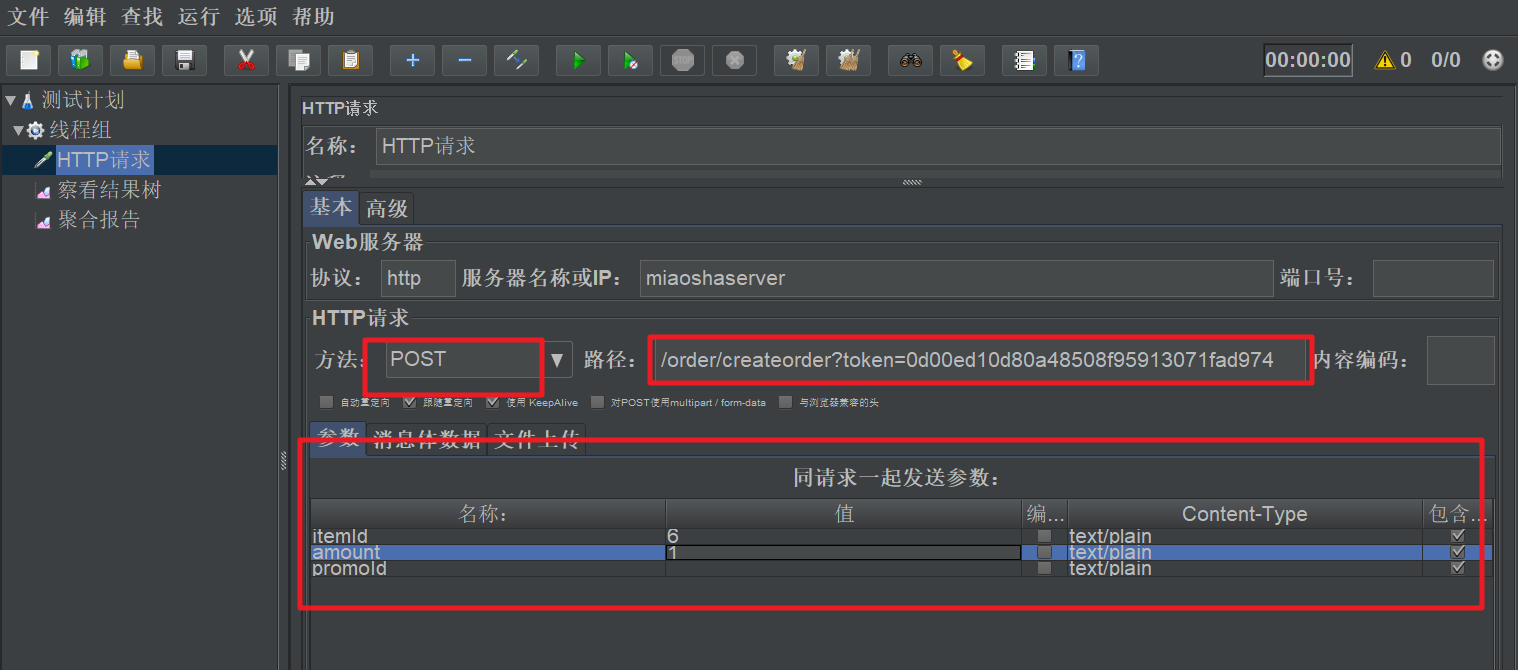 文件 编辑 查找 运行 选项 帮助
STOP 00:00:00 0 0/0
测试计划
线程组
HTTP请求
察看结果树
聚合报告
HTTP请求
名称： HTTP请求
基本 高级
Web服务器
协议： http 服务器名称或IP： miaoshaserver 端口号：
HTTP请求
方法： POST 路径： /order/createorder?token=0d00ed10d80a48508f95913071fad974 内容编码：
自动重定向 跟随重定向 使用 KeepAlive 对POST使用multipart / form-data 与浏览器兼容的头
参数 消息体数据 文件上传
同请求一起发送参数：
名称： 值 编... Content-Type 包含...
itemId 6 text/plain
amount 1 text/plain
promoId text/plain